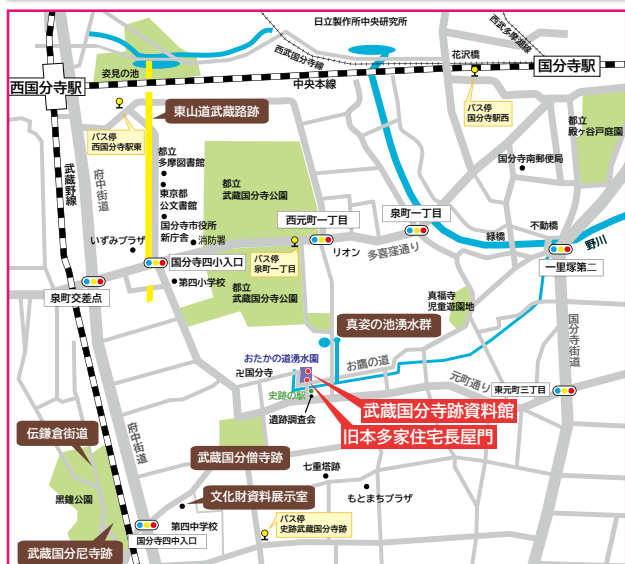 日立製作所中央研究所
西武多摩湖線
西武国分寺線
花沢橋
国分寺駅
姿見の池
中央本線
西国分寺駅
バス停
国分寺駅西
東山道武蔵路跡
バス停
西国分寺駅東
都立
殿ヶ谷戸庭園
武蔵野線
府中街道
都立
多摩図書館
国分寺南郵便局
東京都
公文書館
都立
武蔵国分寺公園
国分寺市役所
新庁舎
消防署
西元町一丁目
泉町一丁目
不動橋
緑橋
野川
いずみプラザ
バス停
泉町一丁目
リオン
多喜窪通り
国分寺四小入口
一里塚第二
泉町交差点
第四小学校
都立
武蔵国分寺公園
真福寺
児童遊園地
真姿の池湧水群
国分寺街道
おたかの道湧水園
お鷹の道
卍国分寺
元町通り
東元町三丁目
史跡の駅
武蔵国分寺跡資料館
遺跡調査会
旧本多家住宅長屋門
伝鎌倉街道
府中街道
武蔵国分僧寺跡
七重塔跡
黒鐘公園
文化財資料展示室
もとまちプラザ
第四中学校
バス停
史跡武蔵国分寺跡
国分寺四中入口
武蔵国分尼寺跡